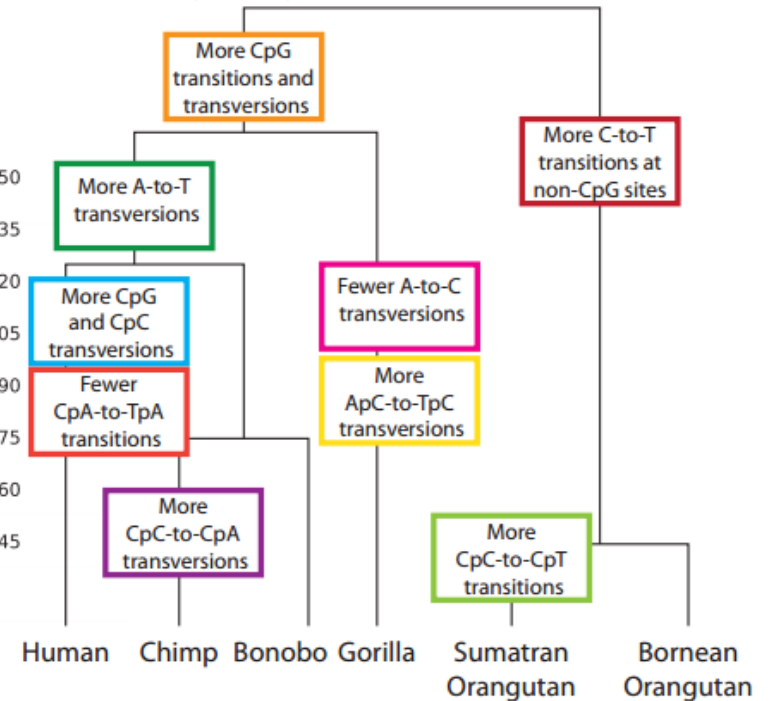 More CpG
transitions and
transversions
More C-to-T
transitions at
non-CpG sites
50
More A-to-T
transversions
35
20
More CpG
and CpC
transversions
Fewer A-to-C
transversions
05
90
Fewer
CpA-to-TpA
transitions
More
ApC-to-TpC
transversions
75
60
More
CpC-to-CpA
transversions
45
More
CpC-to-CpT
transitions
Human
Chimp
Bonobo
Gorilla
Sumatran
Orangutan
Bornean
Orangutan